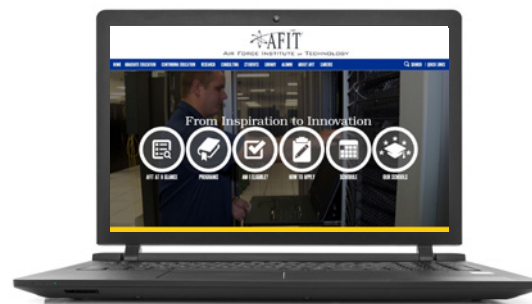 AFIT
AIR FORCE INSTITUTE OF TECHNOLOGY
HOME GRADUATE EDUCATION CONTINUING EDUCATION RESEARCH CONSULTING STUDENTS LIBRARY ALUMNI ABOUT AFIT CAREERS SEARCH QUICK LINKS
From Inspiration to Innovation
AFIT AT A GLANCE PROGRAMS AM I ELIGIBLE? HOW TO APPLY SCHEDULE OUR SCHOOLS